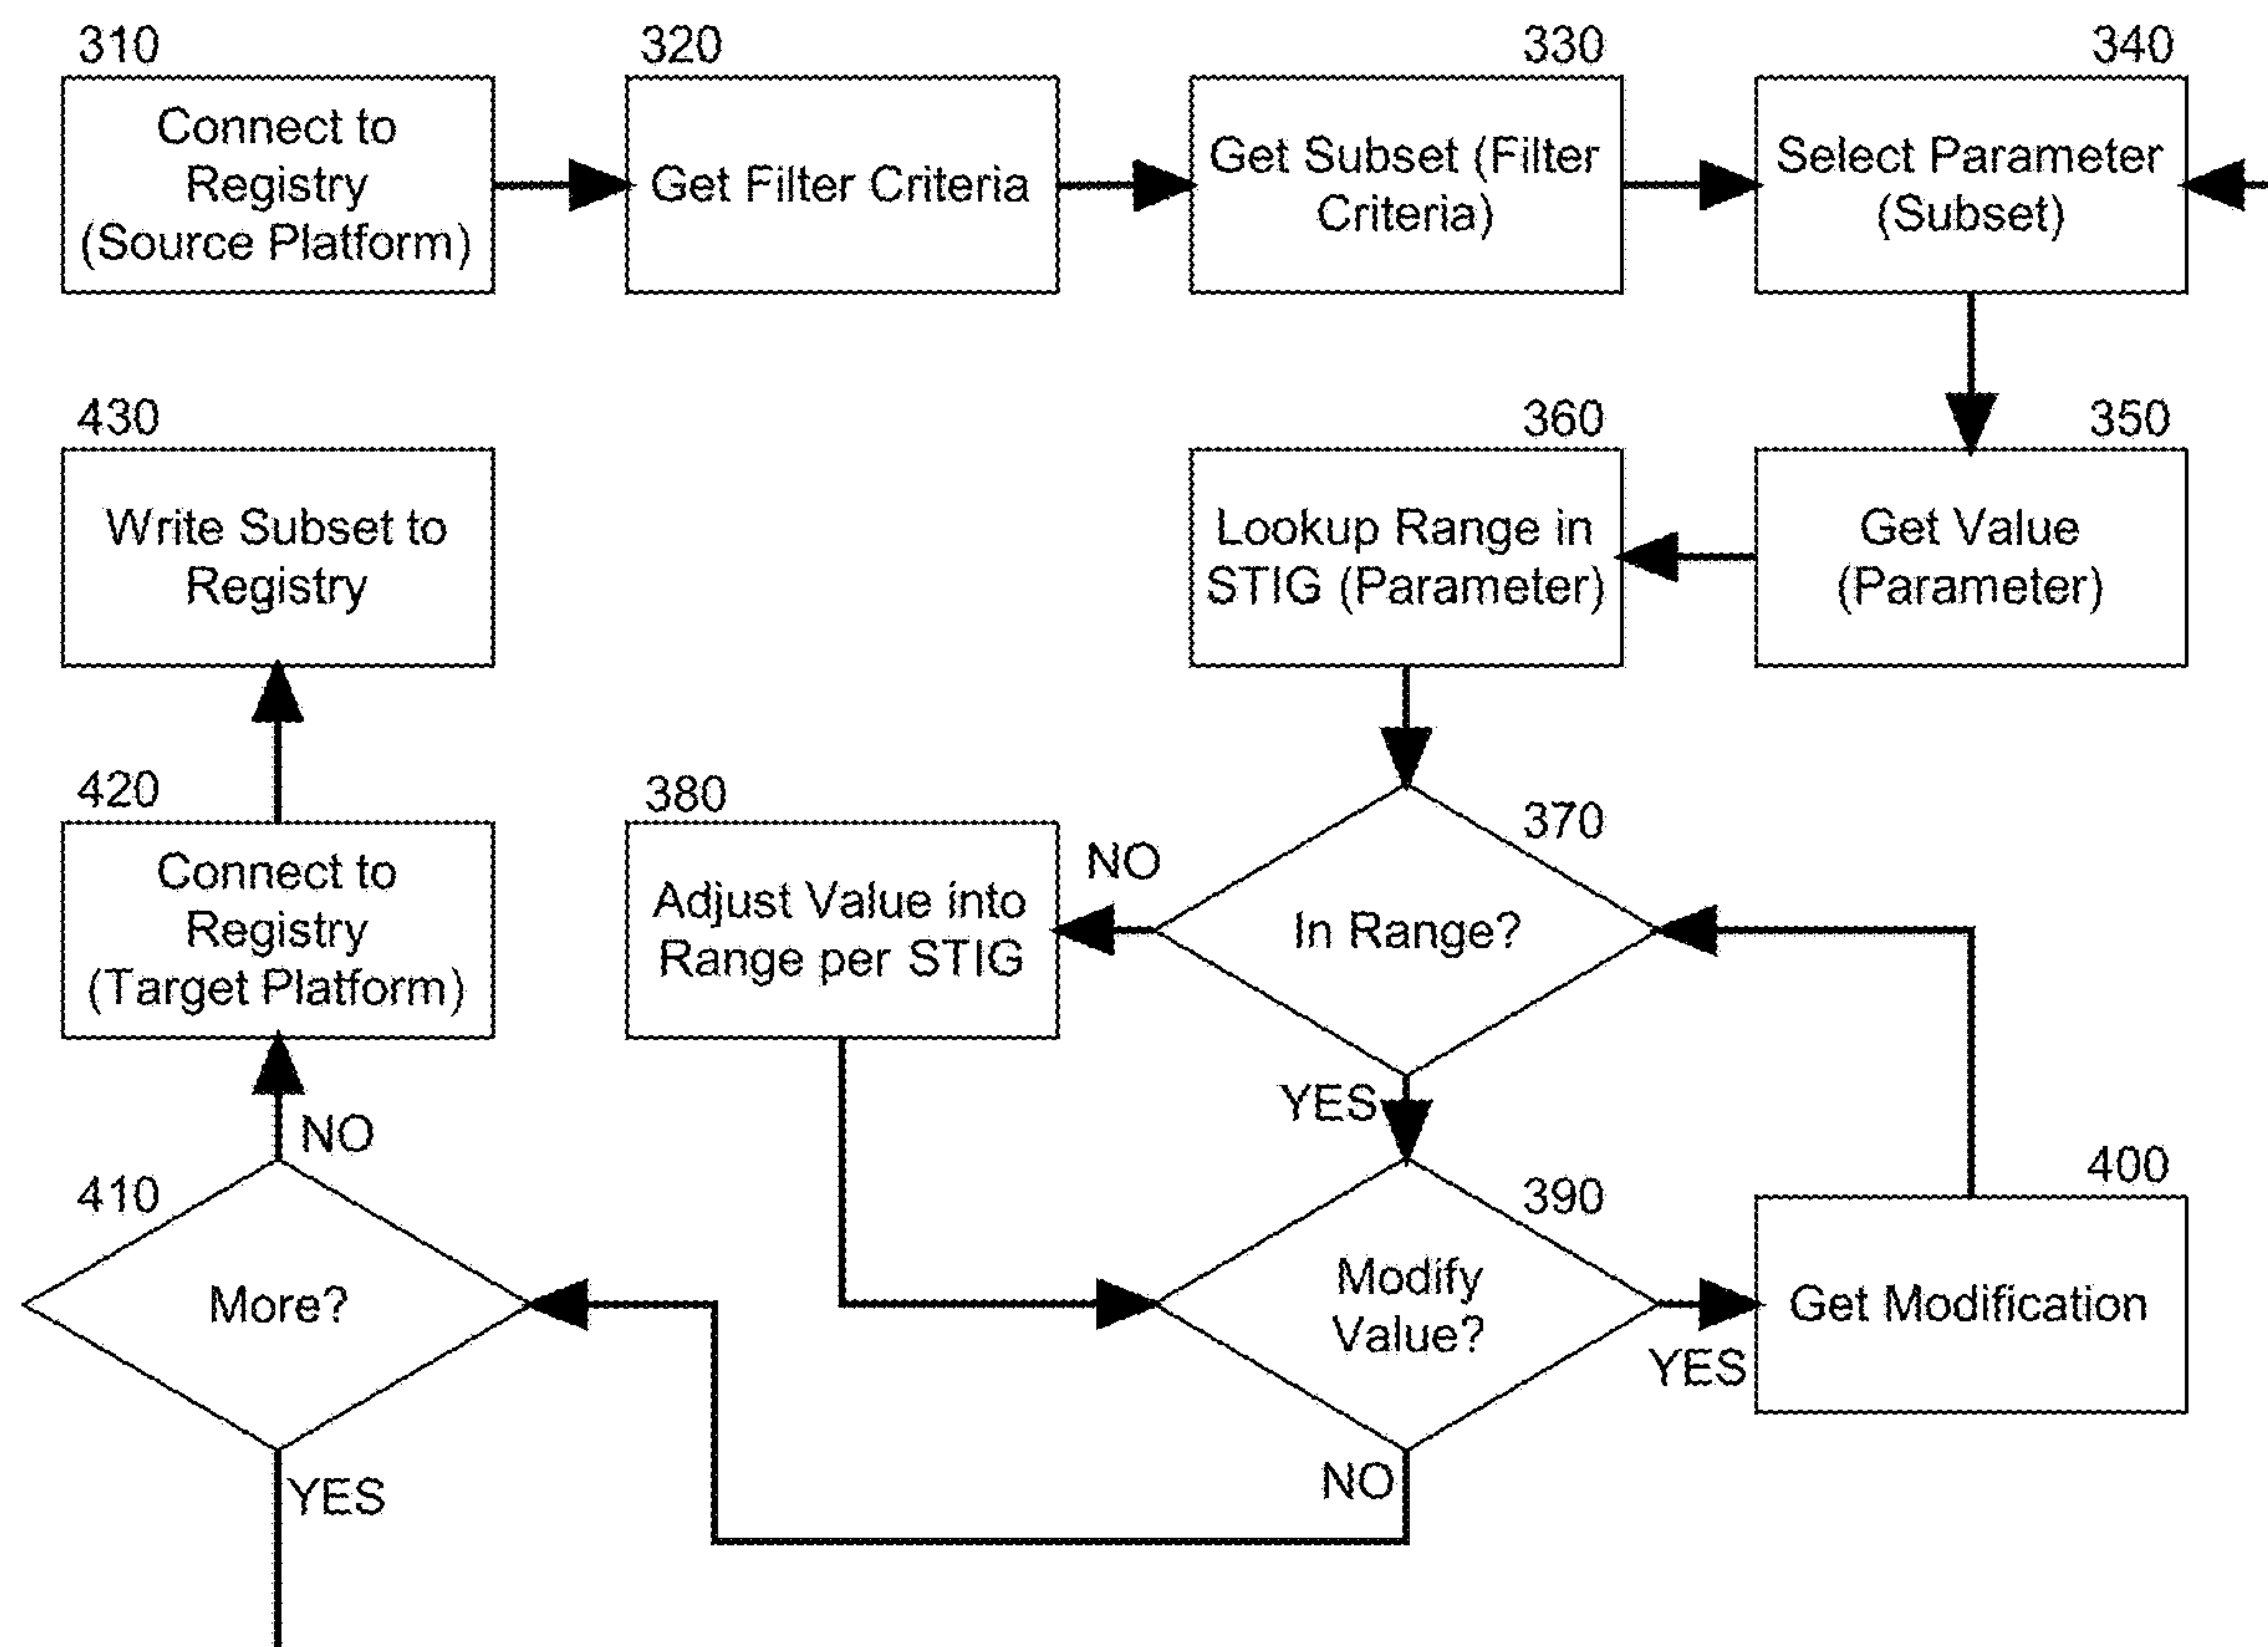 310
Connect to
Registry
(Source Platform)
320
Get Filter Criteria
330
Get Subset (Filter
Criteria)
340
Select Parameter
(Subset)
350
Get Value
(Parameter)
360
Lookup Range in
STIG (Parameter)
370
In Range?
NO
YES
380
Adjust Value into
Range per STIG
390
Modify
Value?
YES
NO
400
Get Modification
410
More?
NO
YES
420
Connect to
Registry
(Target Platform)
430
Write Subset to
Registry